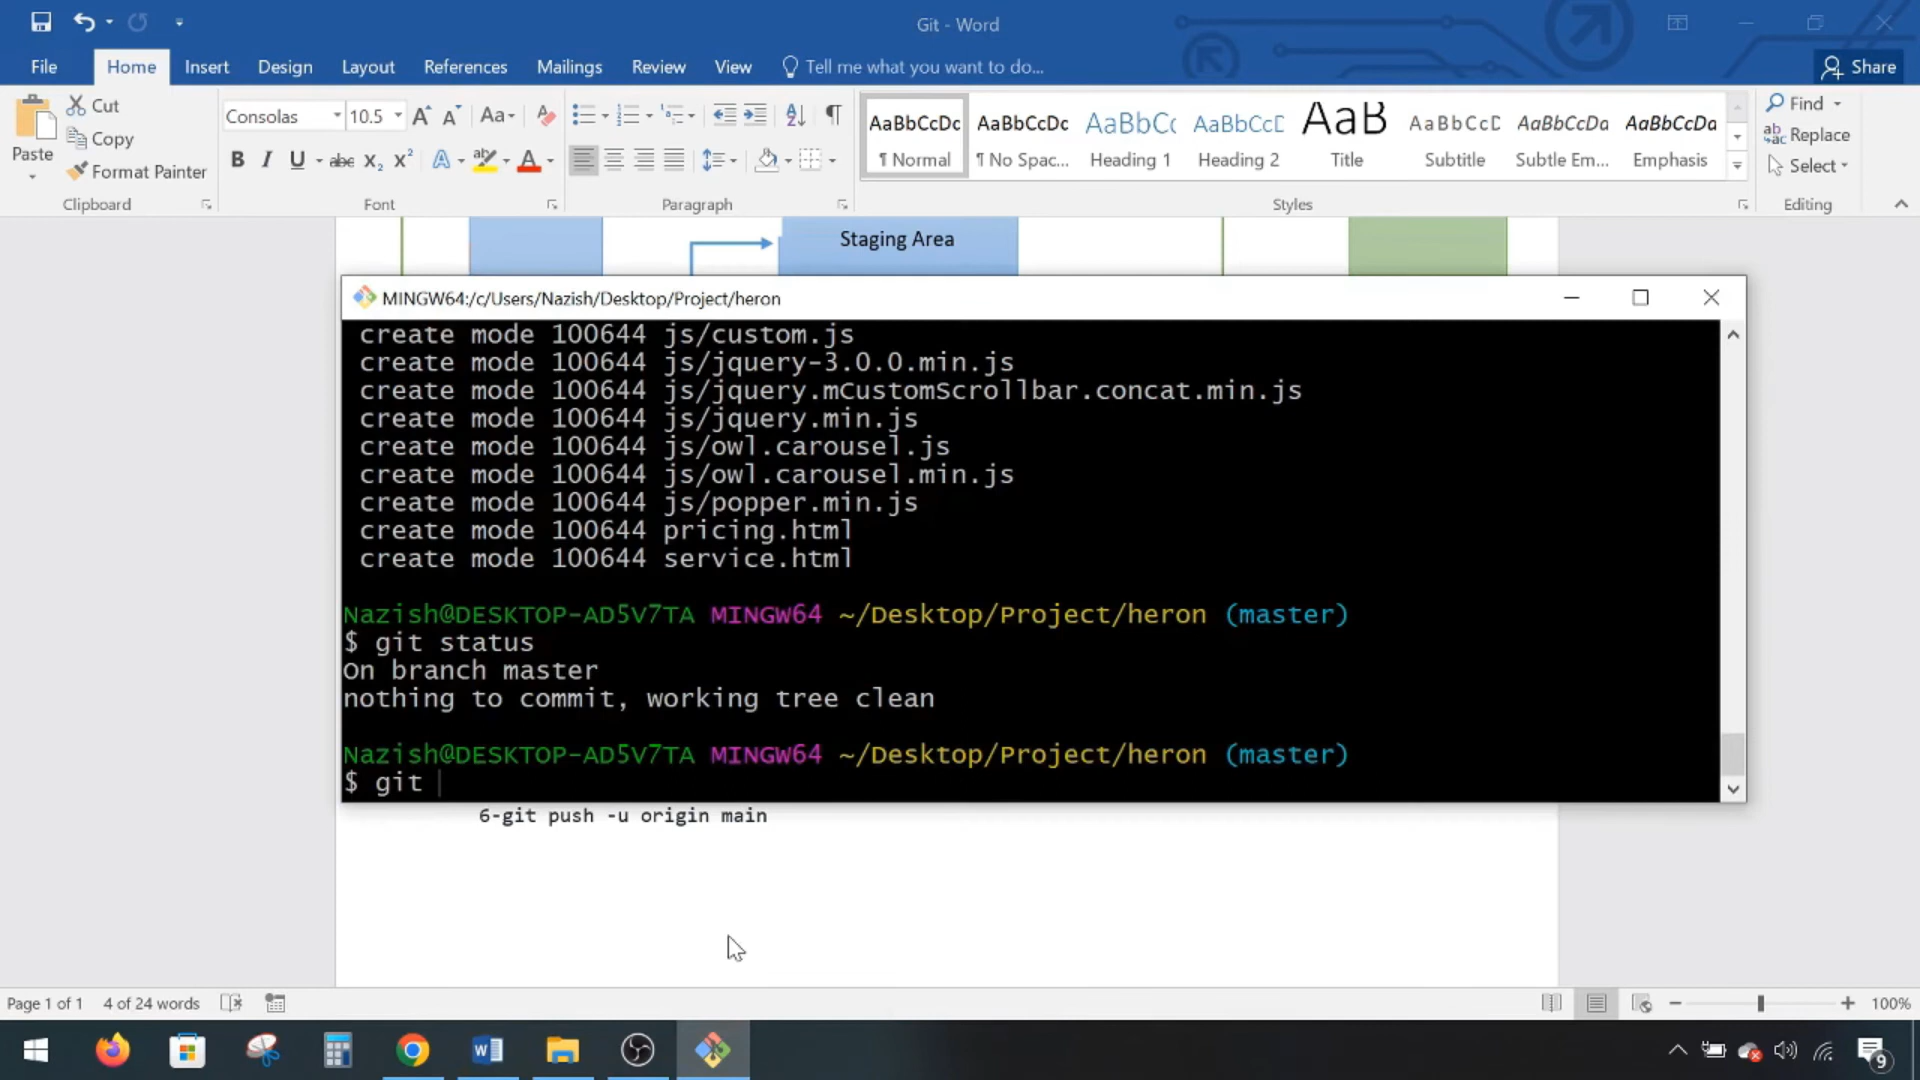 Git - Word
File Home Insert Design Layout References Mailings Review View Tell me what you want to do... Share
Paste
Cut
Copy
Format Painter
Clipboard
Consolas 10.5
Font
Paragraph
AaBbCcDc AaBbCcDc AaBbCc AaBbCcD AaB AaBbCcD AaBbCcDa AaBbCcDa
¶ Normal ¶ No Spac... Heading 1 Heading 2 Title Subtitle Subtle Em... Emphasis
Styles
Find
Replace
Select
Editing
Staging Area
MINGW64:/c/Users/Nazish/Desktop/Project/heron
create mode 100644 js/custom.js
create mode 100644 js/jquery-3.0.0.min.js
create mode 100644 js/jquery.mCustomScrollbar.concat.min.js
create mode 100644 js/jquery.min.js
create mode 100644 js/owl.carousel.js
create mode 100644 js/owl.carousel.min.js
create mode 100644 js/popper.min.js
create mode 100644 pricing.html
create mode 100644 service.html
Nazish@DESKTOP-AD5V7TA MINGW64 ~/Desktop/Project/heron (master)
$ git status
On branch master
nothing to commit, working tree clean
Nazish@DESKTOP-AD5V7TA MINGW64 ~/Desktop/Project/heron (master)
$ git
6-git push -u origin main
Page 1 of 1 4 of 24 words 100%
9